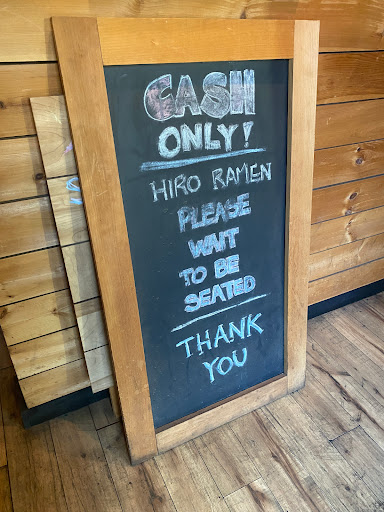 CASH
ONLY!
HIRO RAMEN
PLEASE
WAIT
TO BE
SEATED
THANK
YOU